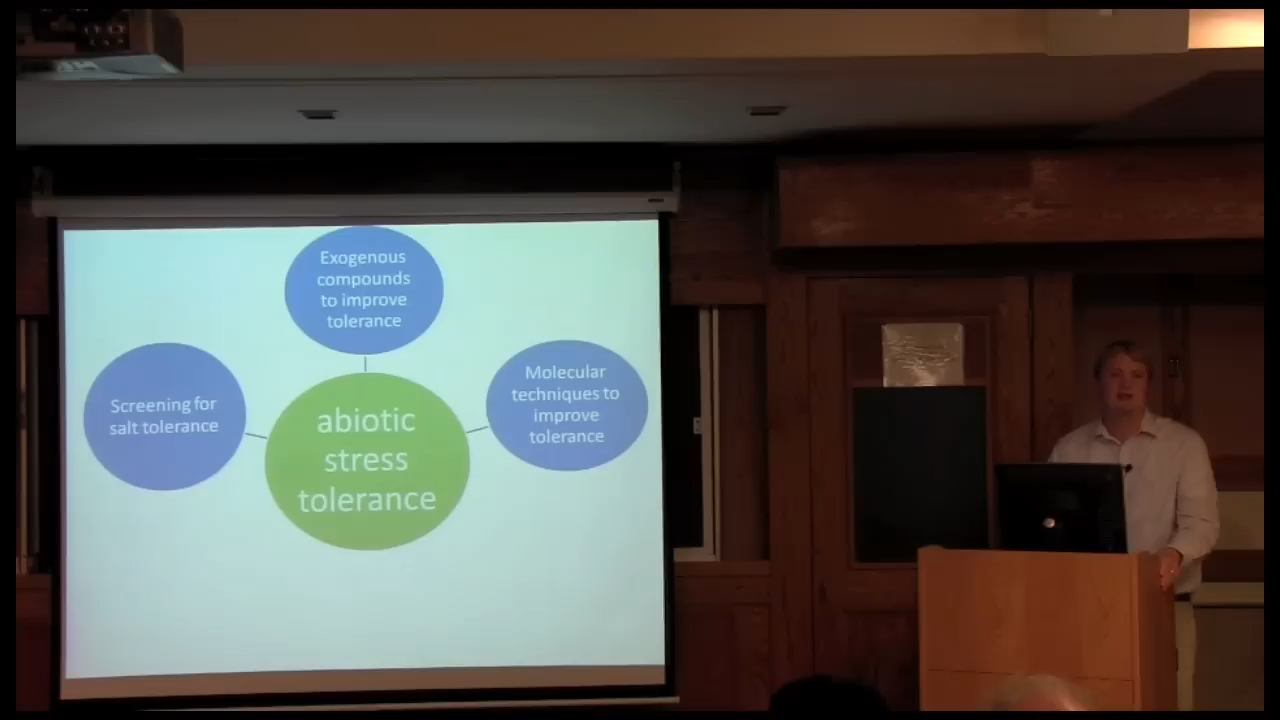 Exogenous
compounds
to improve
tolerance
Screening for
salt tolerance
abiotic
stress
tolerance
Molecular
techniques to
improve
tolerance